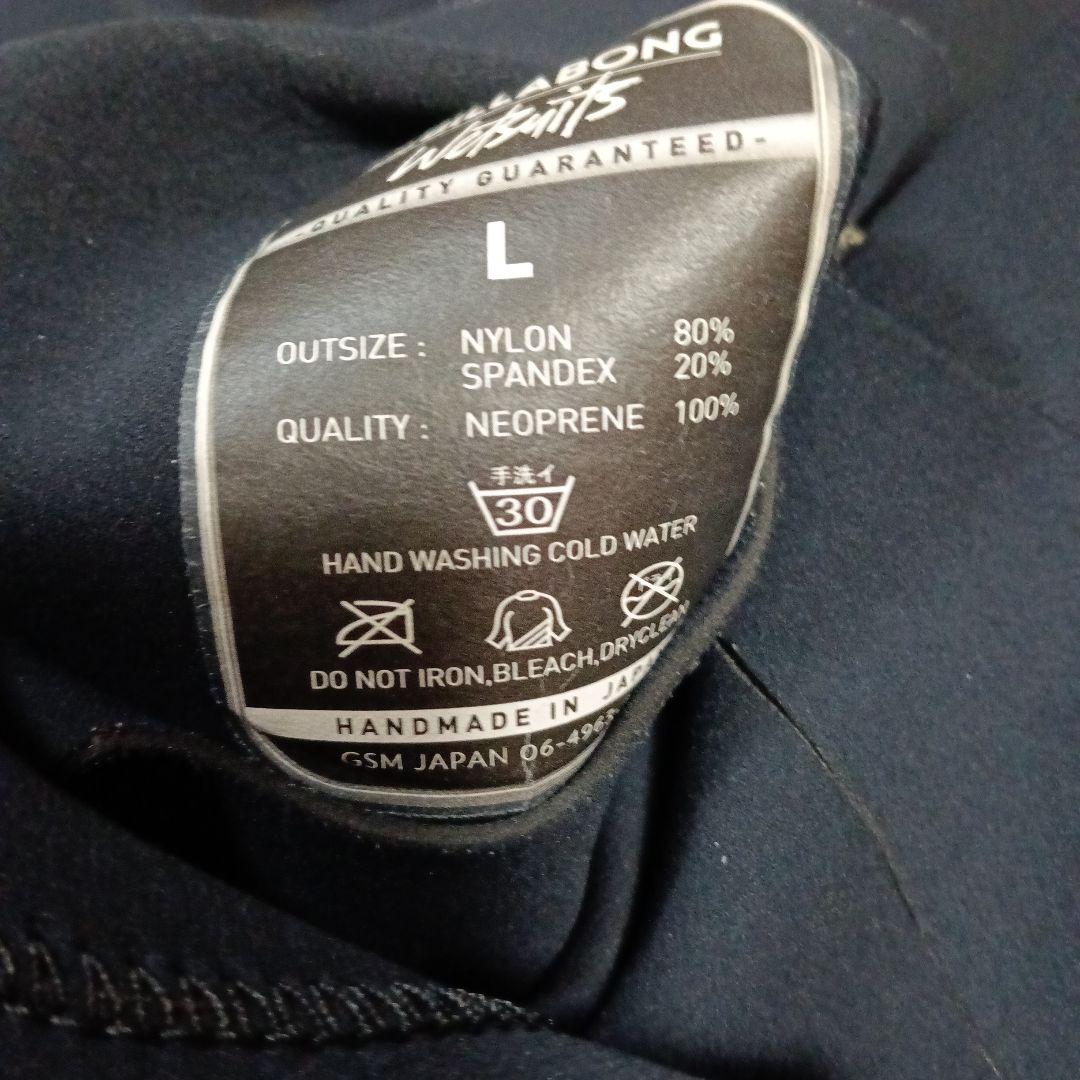 Wetsuits
-QUALITY GUARANTEED-
L
OUTSIZE : NYLON 80%
SPANDEX 20%
QUALITY : NEOPRENE 100%
手洗イ
30
HAND WASHING COLD WATER
DO NOT IRON,BLEACH,DRYCLEAN
HANDMADE IN
GSM JAPAN